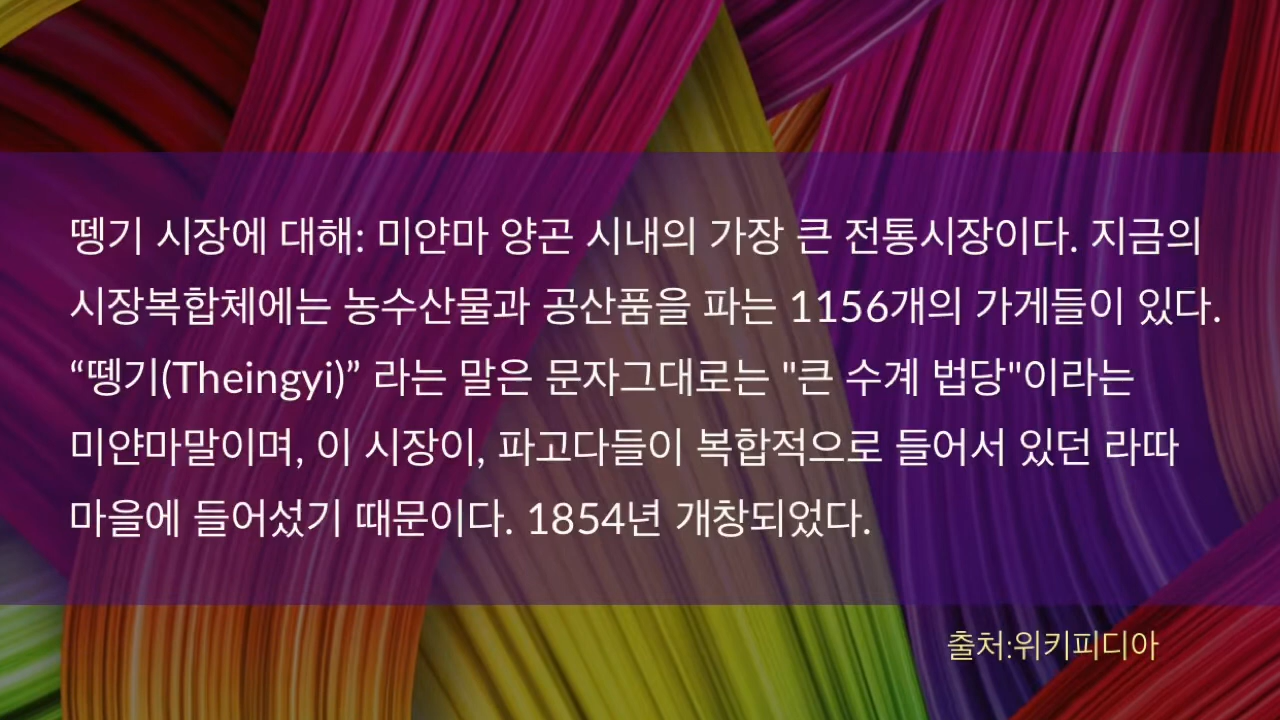 뗑기 시장에 대해: 미얀마 양곤 시내의 가장 큰 전통시장이다. 지금의
시장복합체에는 농수산물과 공산품을 파는 1156개의 가게들이 있다.
“뗑기(Theingyi)” 라는 말은 문자그대로는 "큰 수계 법당"이라는
미얀마말이며, 이 시장이, 파고다들이 복합적으로 들어서 있던 라따
마을에 들어섰기 때문이다. 1854년 개창되었다.
출처:위키피디아